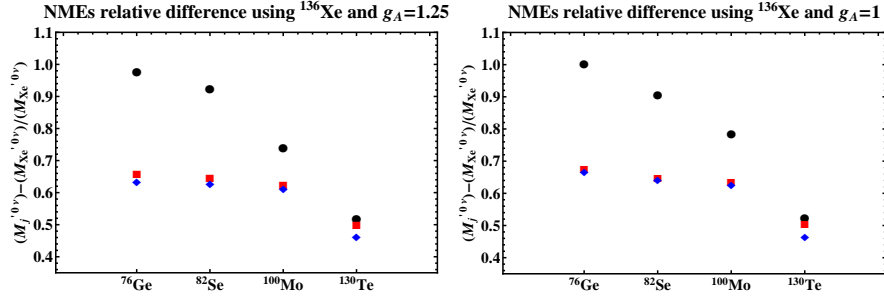 NMEs relative difference using ¹³⁶Xe and g_A=1.25
(M_j'^0ν)−(M_Xe'^0ν)/(M_Xe'^0ν)
1.1
1.0
0.9
0.8
0.7
0.6
0.5
0.4
⁷⁶Ge ⁸²Se ¹⁰⁰Mo ¹³⁰Te
NMEs relative difference using ¹³⁶Xe and g_A=1
(M_j'^0ν)−(M_Xe'^0ν)/(M_Xe'^0ν)
1.1
1.0
0.9
0.8
0.7
0.6
0.5
0.4
⁷⁶Ge ⁸²Se ¹⁰⁰Mo ¹³⁰Te